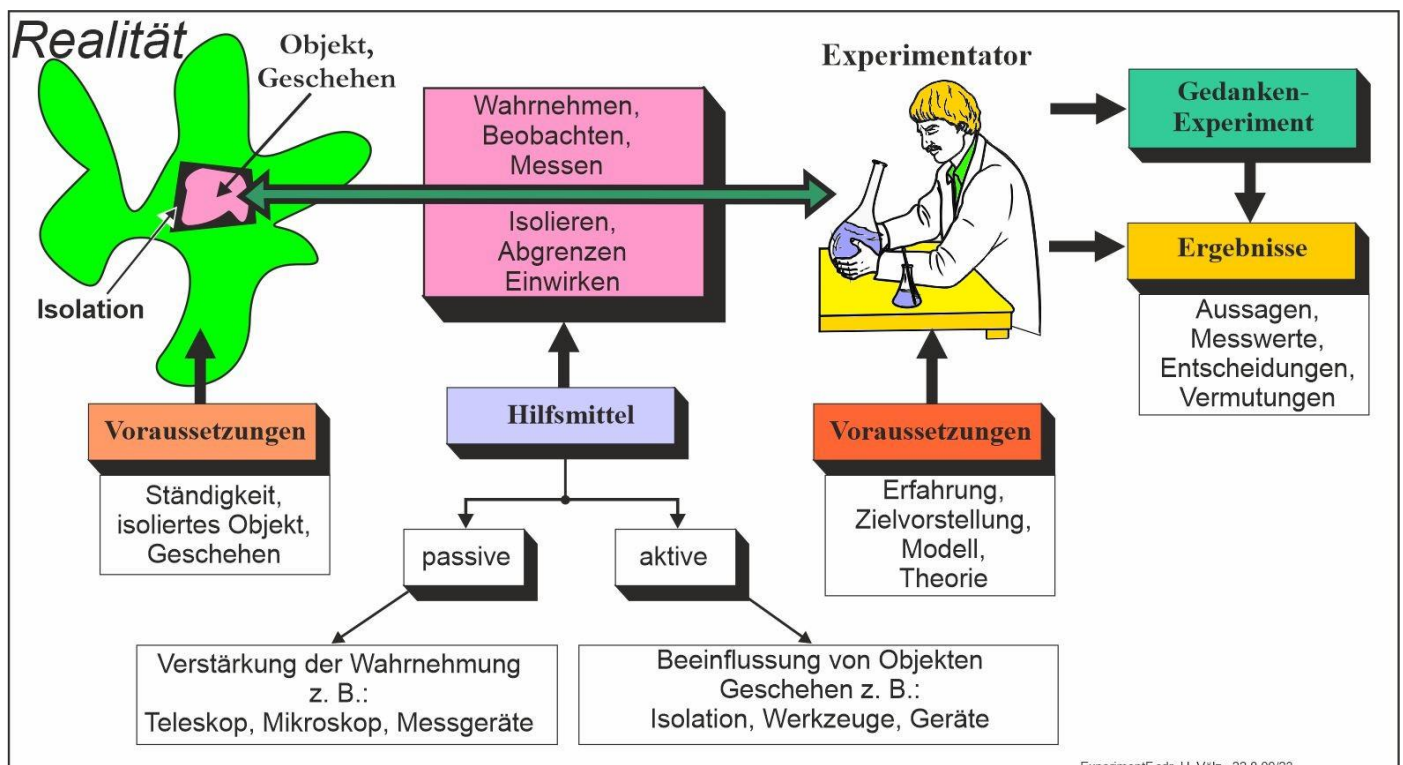 Realität
Objekt,
Geschehen
Isolation
Wahrnehmen,
Beobachten,
Messen
Isolieren,
Abgrenzen
Einwirken
Experimentator
Gedanken-
Experiment
Ergebnisse
Aussagen,
Messwerte,
Entscheidungen,
Vermutungen
Voraussetzungen
Ständigkeit,
isoliertes Objekt,
Geschehen
Hilfsmittel
passive
aktive
Verstärkung der Wahrnehmung
z. B.:
Teleskop, Mikroskop, Messgeräte
Beeinflussung von Objekten
Geschehen z. B.:
Isolation, Werkzeuge, Geräte
Voraussetzungen
Erfahrung,
Zielvorstellung,
Modell,
Theorie